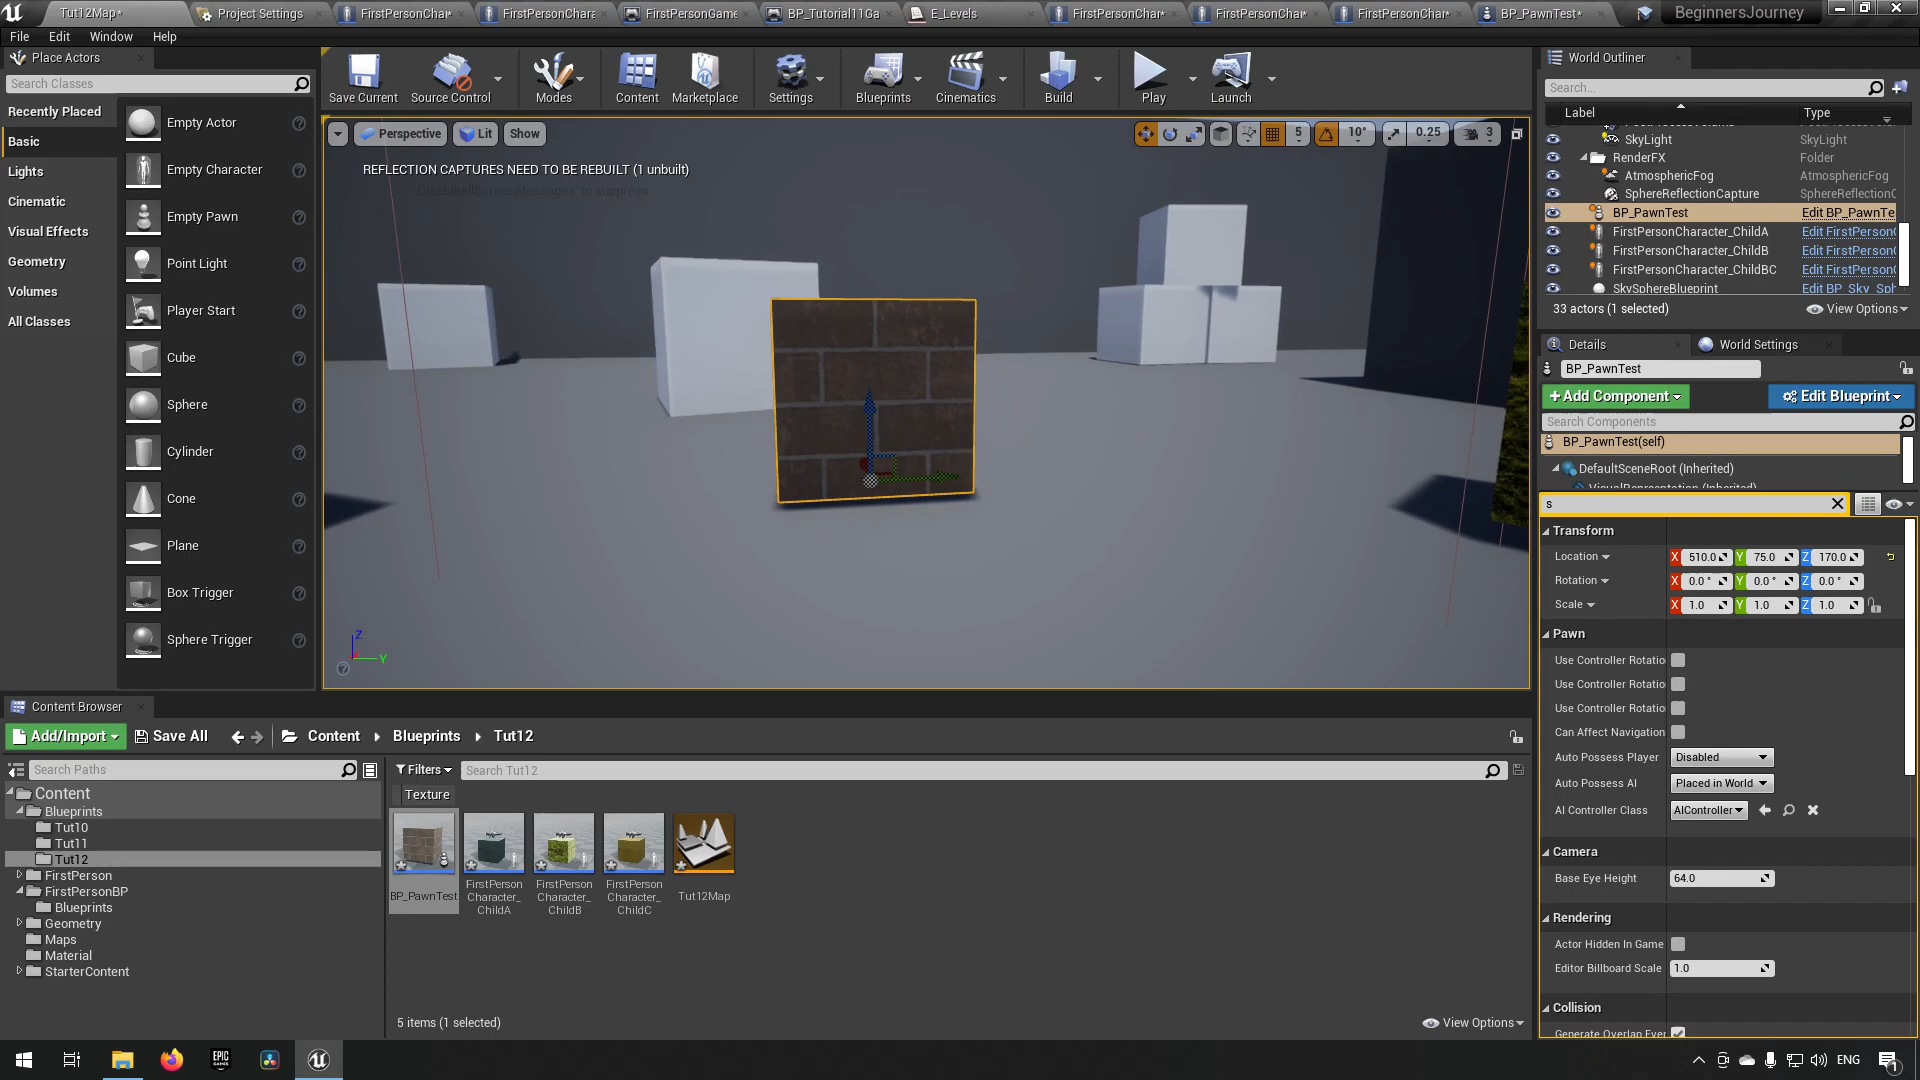 Tut12Map*
Project Settings
FirstPersonChar*
FirstPersonChara
FirstPersonGame
BP_Tutorial11Ga
E_Levels
FirstPersonChar*
FirstPersonChar*
FirstPersonChar*
BP_PawnTest*
BeginnersJourney
File
Edit
Window
Help
Place Actors
Search Classes
Recently Placed
Basic
Lights
Cinematic
Visual Effects
Geometry
Volumes
All Classes
Empty Actor
Empty Character
Empty Pawn
Point Light
Player Start
Cube
Sphere
Cylinder
Cone
Plane
Box Trigger
Sphere Trigger
Save Current
Source Control
Modes
Content
Marketplace
Settings
Blueprints
Cinematics
Build
Play
Launch
Perspective
Lit
Show
5
10°
0.25
3
REFLECTION CAPTURES NEED TO BE REBUILT (1 unbuilt)
'DisableAllScreenMessages' to suppress
Z
Y
World Outliner
Search...
Label
Type
SkyLight
SkyLight
RenderFX
Folder
AtmosphericFog
AtmosphericFog
SphereReflectionCapture
SphereReflectionC
BP_PawnTest
Edit BP_PawnTe
FirstPersonCharacter_ChildA
Edit FirstPerson
FirstPersonCharacter_ChildB
Edit FirstPerson
FirstPersonCharacter_ChildBC
Edit FirstPerson
SkySphereBlueprint
Edit BP_Sky_Sph
33 actors (1 selected)
View Options
Details
World Settings
BP_PawnTest
+Add Component
Edit Blueprint
Search Components
BP_PawnTest(self)
DefaultSceneRoot (Inherited)
VisualRepresentation (Inherited)
s
Transform
Location
X 510.0
Y 75.0
Z 170.0
Rotation
X 0.0 °
Y 0.0 °
Z 0.0 °
Scale
X 1.0
Y 1.0
Z 1.0
Pawn
Use Controller Rotatio
Use Controller Rotatio
Use Controller Rotatio
Can Affect Navigation
Auto Possess Player
Disabled
Auto Possess AI
Placed in World
AI Controller Class
AIController
Camera
Base Eye Height
64.0
Rendering
Actor Hidden In Game
Editor Billboard Scale
1.0
Collision
Generate Overlap Even
Content Browser
Add/Import
Save All
Content
Blueprints
Tut12
Search Paths
Filters
Search Tut12
Texture
Content
Blueprints
Tut10
Tut11
Tut12
FirstPerson
FirstPersonBP
Blueprints
Geometry
Maps
Material
StarterContent
BP_PawnTest
FirstPerson
Character_
ChildA
FirstPerson
Character_
ChildB
FirstPerson
Character_
ChildC
Tut12Map
5 items (1 selected)
View Options
EPIC
GAMES
ENG
1